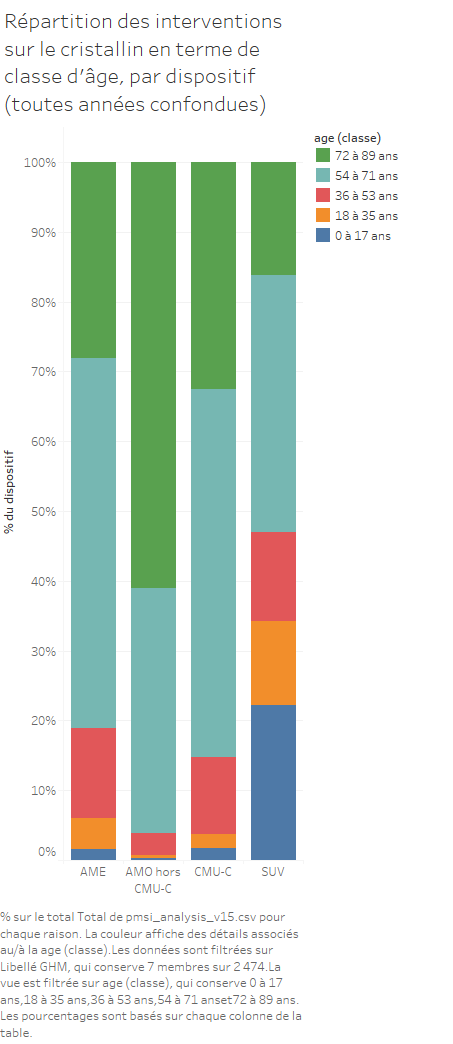 Répartition des interventions
sur le cristallin en terme de
classe d'âge, par dispositif
(toutes années confondues)
age (classe)
72 à 89 ans
54 à 71 ans
36 à 53 ans
18 à 35 ans
0 à 17 ans
% du dispositif
100%
90%
80%
70%
60%
50%
40%
30%
20%
10%
0%
AME
AMO hors
CMU-C
CMU-C
SUV
% sur le total Total de pmsi_analysis_v15.csv pour
chaque raison. La couleur affiche des détails associés
au/à la age (classe).Les données sont filtrées sur
Libellé GHM, qui conserve 7 membres sur 2 474.La
vue est filtrée sur age (classe), qui conserve 0 à 17
ans,18 à 35 ans,36 à 53 ans,54 à 71 anset72 à 89 ans.
Les pourcentages sont basés sur chaque colonne de la
table.